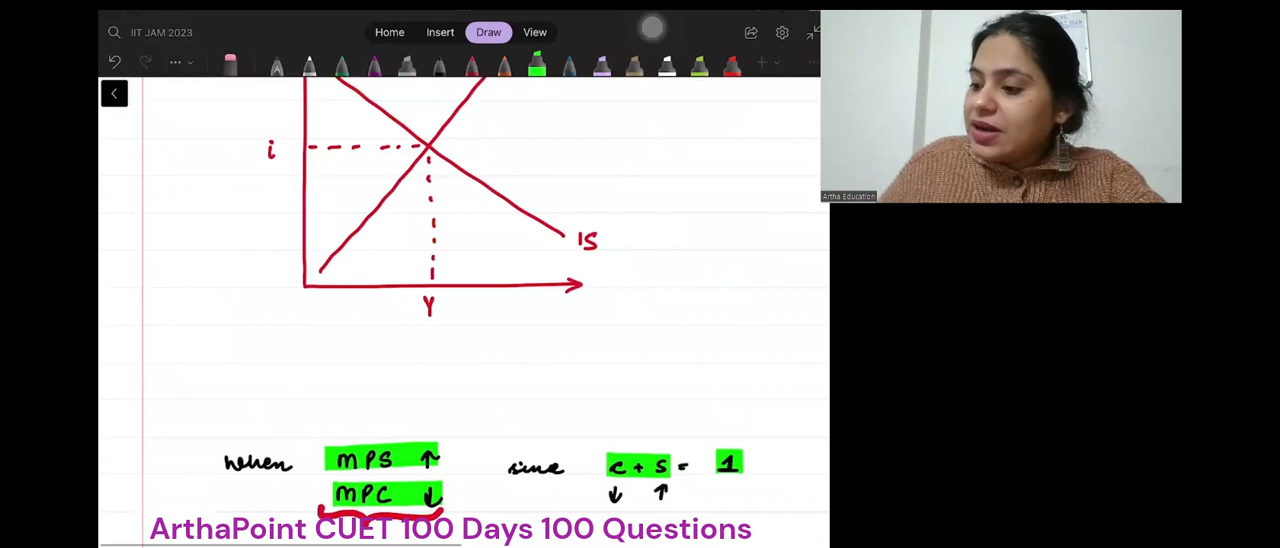 IIT JAM 2023
Home Insert Draw View
i
IS
Y
Artha Education
when MPS ↑ since c + s = 1
MPC ↓ ↓ ↑
ArthaPoint CUET 100 Days 100 Questions